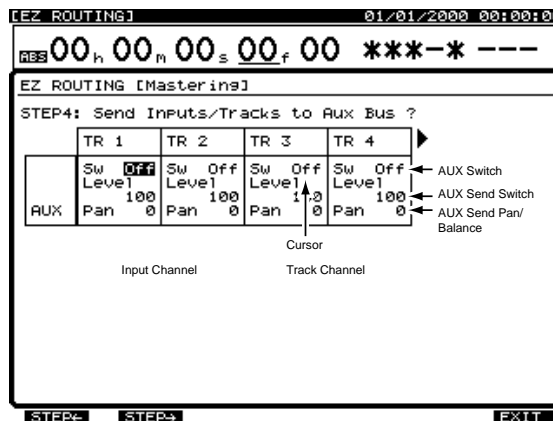 [EZ ROUTING] 01/01/2000 00:00:0
ABS 00h 00m 00s 00f 00 ***-* ---
EZ ROUTING [Mastering]
STEP4: Send Inputs/Tracks to Aux Bus ?
TR 1 TR 2 TR 3 TR 4
Sw Off Sw Off Sw Off Sw Off AUX Switch
Level Level Level Level
100 100 100 100 AUX Send Switch
AUX Pan 0 Pan 0 Pan 0 Pan 0 AUX Send Pan/
Balance
Cursor
Input Channel Track Channel
STEP← STEP→ EXIT